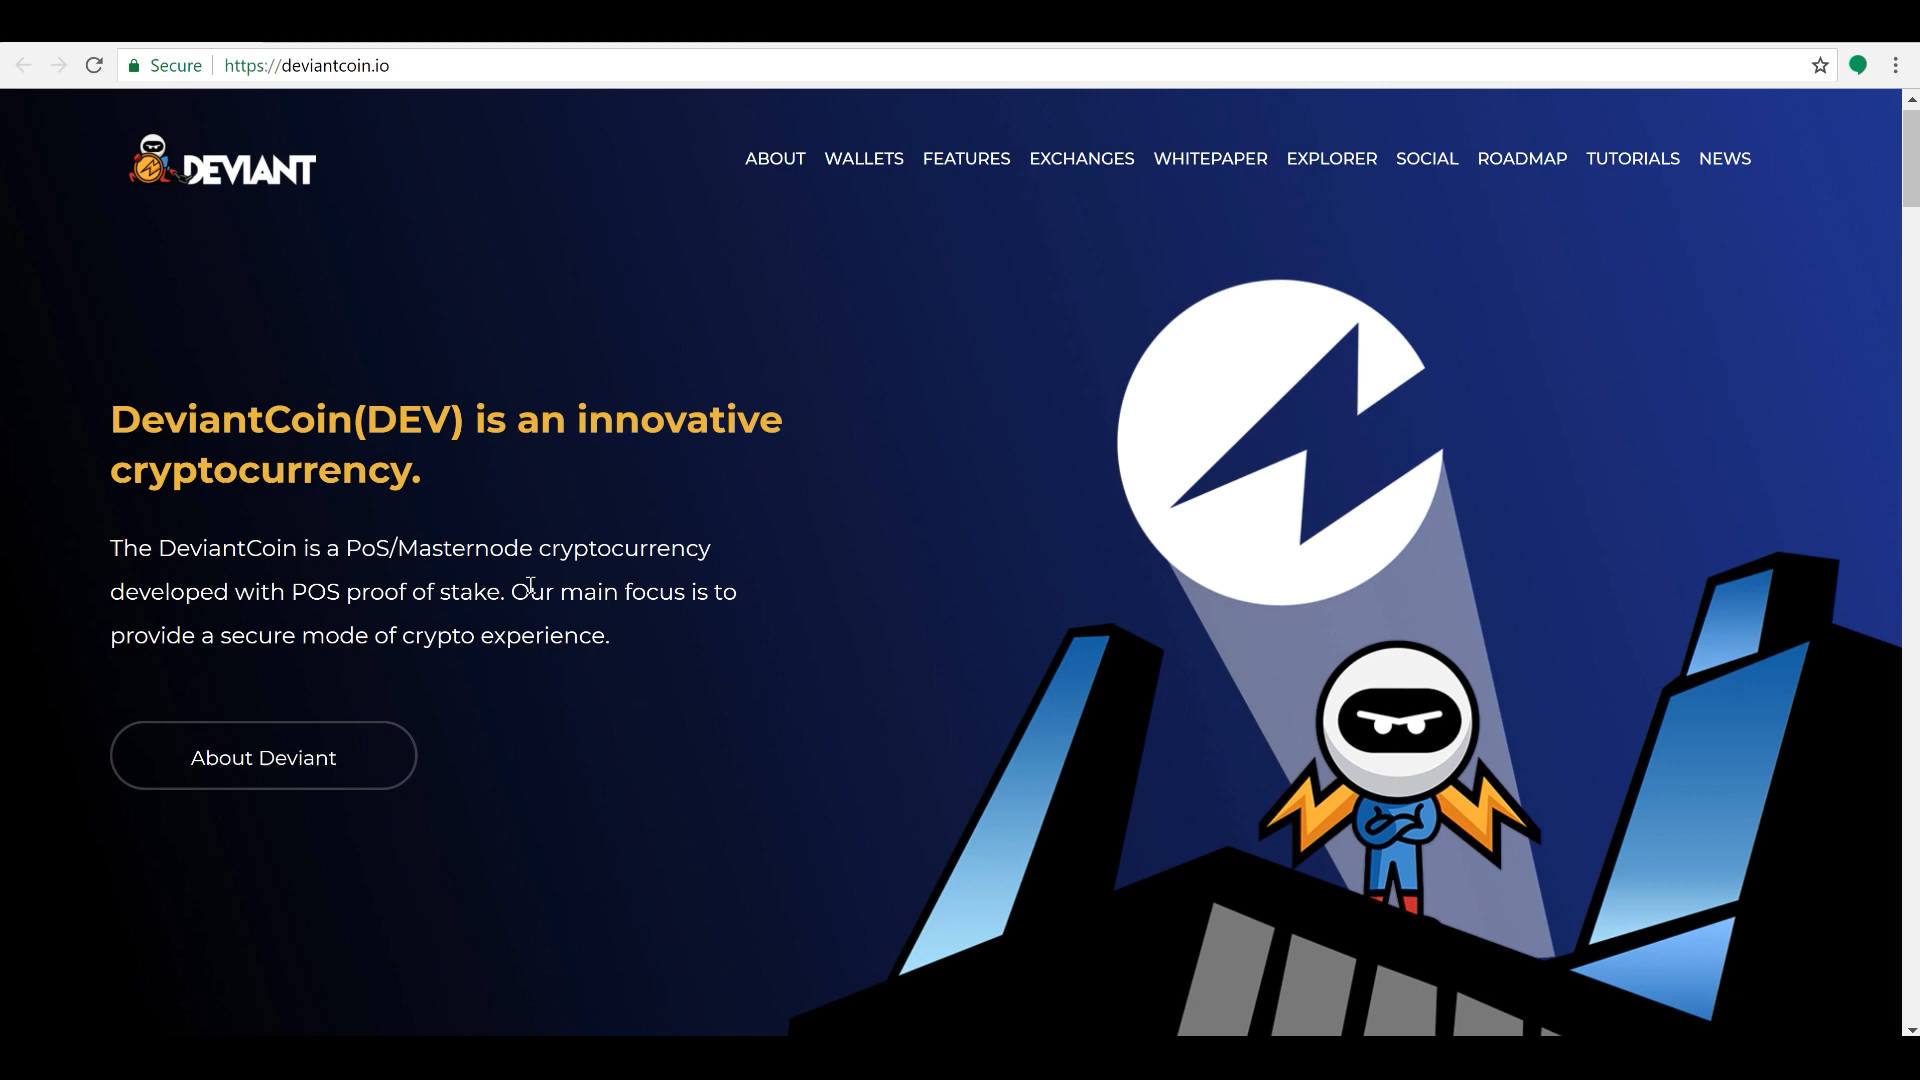 Secure https://deviantcoin.io
DEVIANT
ABOUT WALLETS FEATURES EXCHANGES WHITEPAPER EXPLORER SOCIAL ROADMAP TUTORIALS NEWS
DeviantCoin(DEV) is an innovative
cryptocurrency.
The DeviantCoin is a PoS/Masternode cryptocurrency
developed with POS proof of stake. Our main focus is to
provide a secure mode of crypto experience.
About Deviant